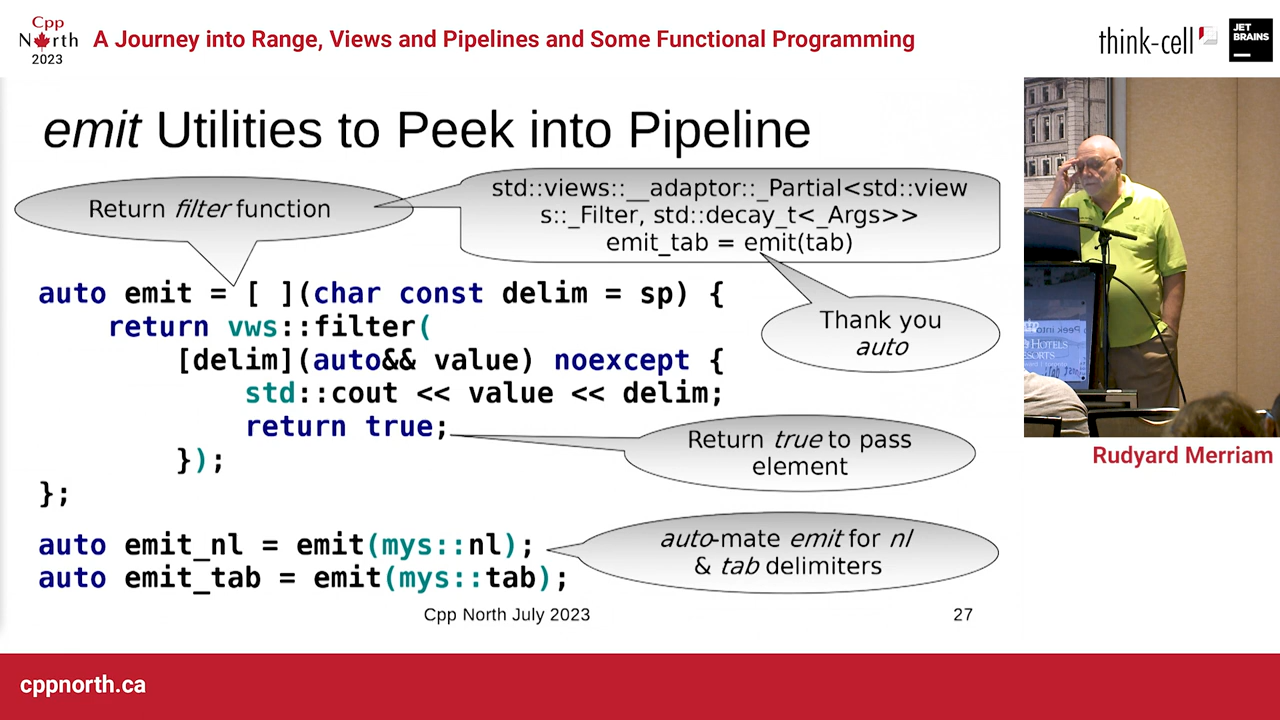 Cpp
North
2023
A Journey into Range, Views and Pipelines and Some Functional Programming
think-cell
JET
BRAINS
emit Utilities to Peek into Pipeline
Return filter function
std::views::__adaptor::_Partial<std::view
s::_Filter, std::decay_t<_Args>>
emit_tab = emit(tab)
auto emit = [ ](char const delim = sp) {
return vws::filter(
[delim](auto&& value) noexcept {
std::cout << value << delim;
return true;
});
};
Thank you
auto
Return true to pass
element
auto emit_nl = emit(mys::nl);
auto emit_tab = emit(mys::tab);
auto-mate emit for nl
& tab delimiters
Cpp North July 2023
27
HOTELS
Rudyard Merriam
cppnorth.ca